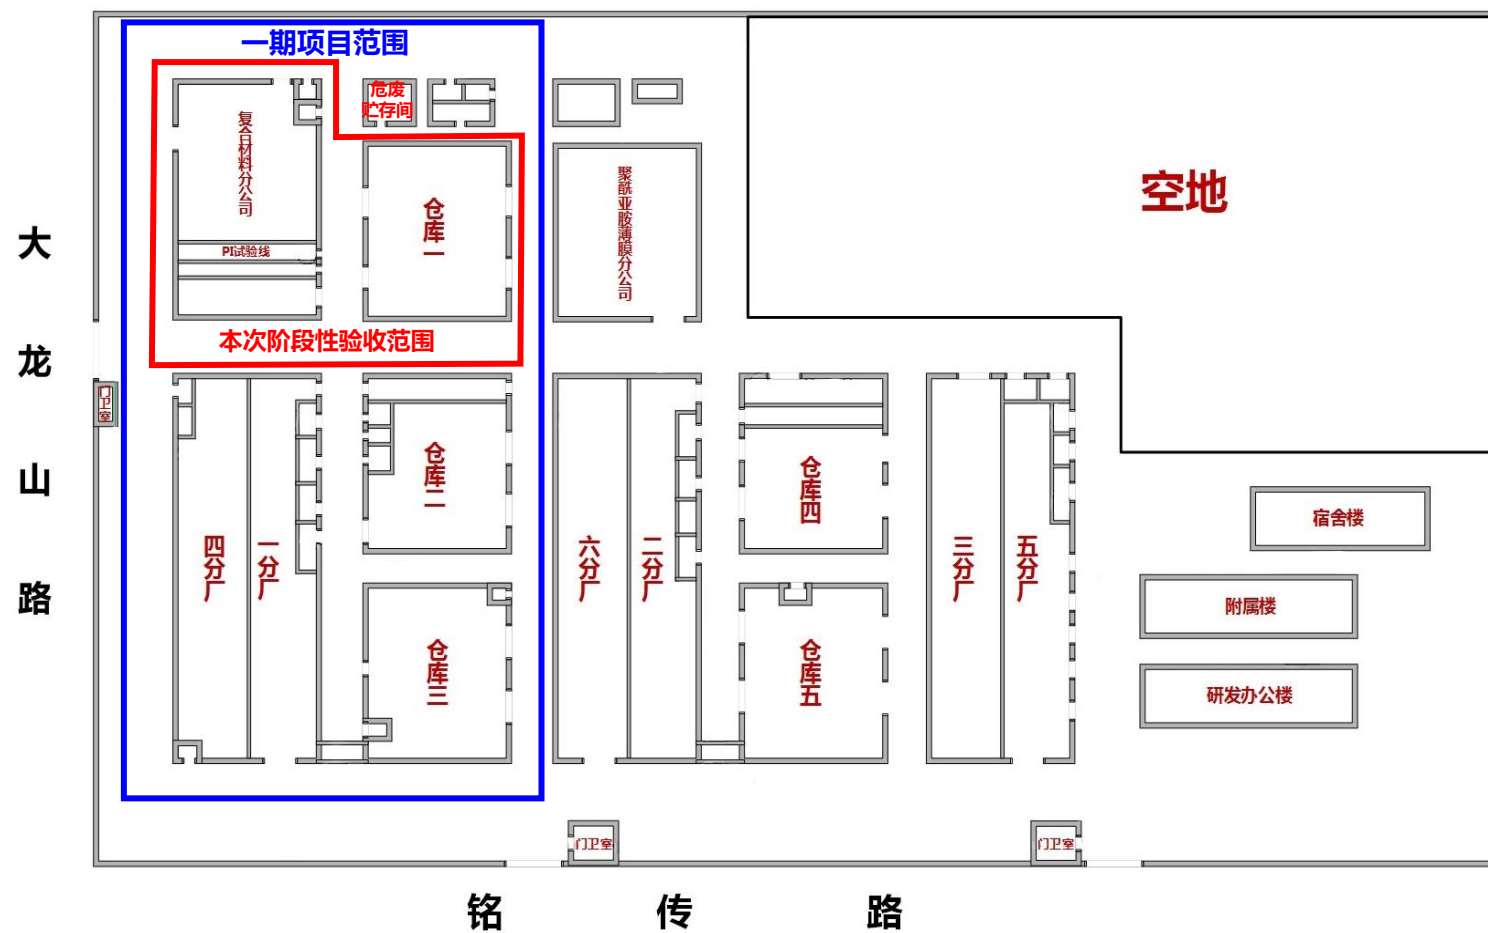 一期项目范围
危废
贮存间
复合材料分公司
仓库一
聚酰亚胺薄膜分公司
空地
PI试验线
本次阶段性验收范围
大龙山路
门卫室
仓库二
仓库四
四分厂
一分厂
六分厂
二分厂
三分厂
五分厂
宿舍楼
附属楼
仓库三
仓库五
研发办公楼
门卫室
门卫室
铭传路